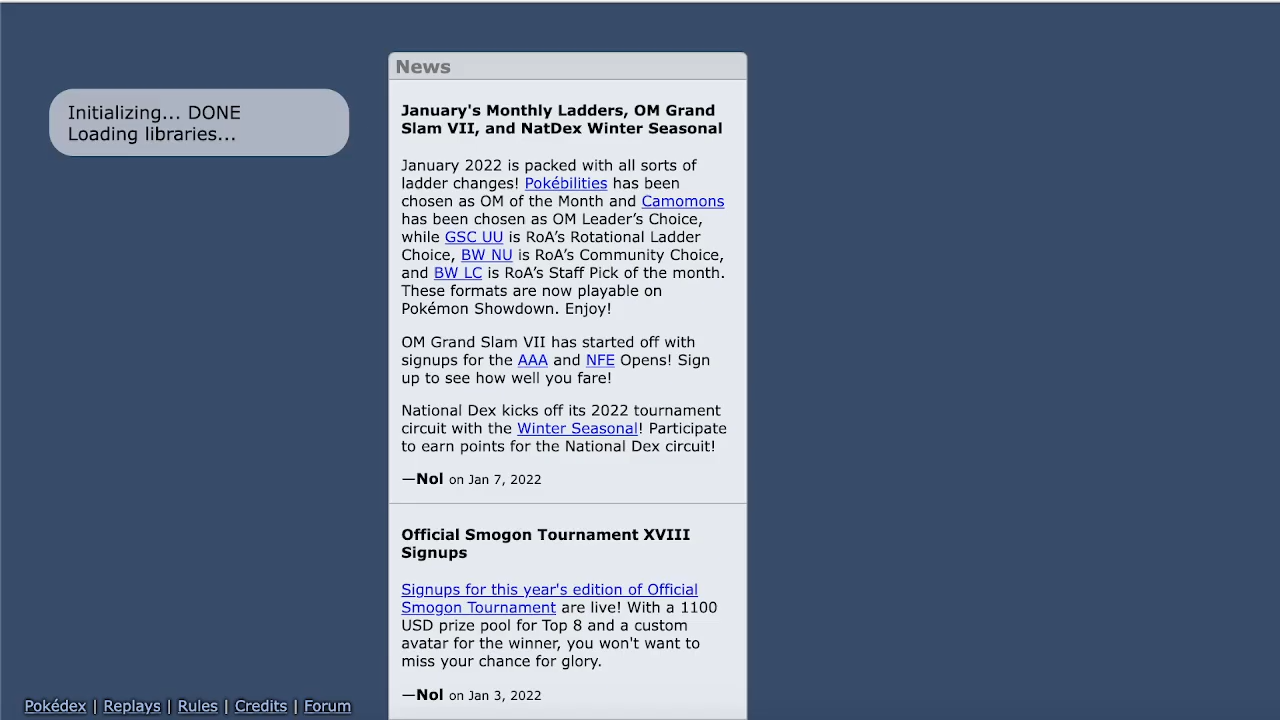 Initializing... DONE
Loading libraries...
News
January's Monthly Ladders, OM Grand
Slam VII, and NatDex Winter Seasonal
January 2022 is packed with all sorts of
ladder changes! Pokébilities has been
chosen as OM of the Month and Camomons
has been chosen as OM Leader’s Choice,
while GSC UU is RoA’s Rotational Ladder
Choice, BW NU is RoA’s Community Choice,
and BW LC is RoA’s Staff Pick of the month.
These formats are now playable on
Pokémon Showdown. Enjoy!
OM Grand Slam VII has started off with
signups for the AAA and NFE Opens! Sign
up to see how well you fare!
National Dex kicks off its 2022 tournament
circuit with the Winter Seasonal! Participate
to earn points for the National Dex circuit!
—Nol on Jan 7, 2022
Official Smogon Tournament XVIII
Signups
Signups for this year's edition of Official
Smogon Tournament are live! With a 1100
USD prize pool for Top 8 and a custom
avatar for the winner, you won't want to
miss your chance for glory.
—Nol on Jan 3, 2022
Pokédex | Replays | Rules | Credits | Forum